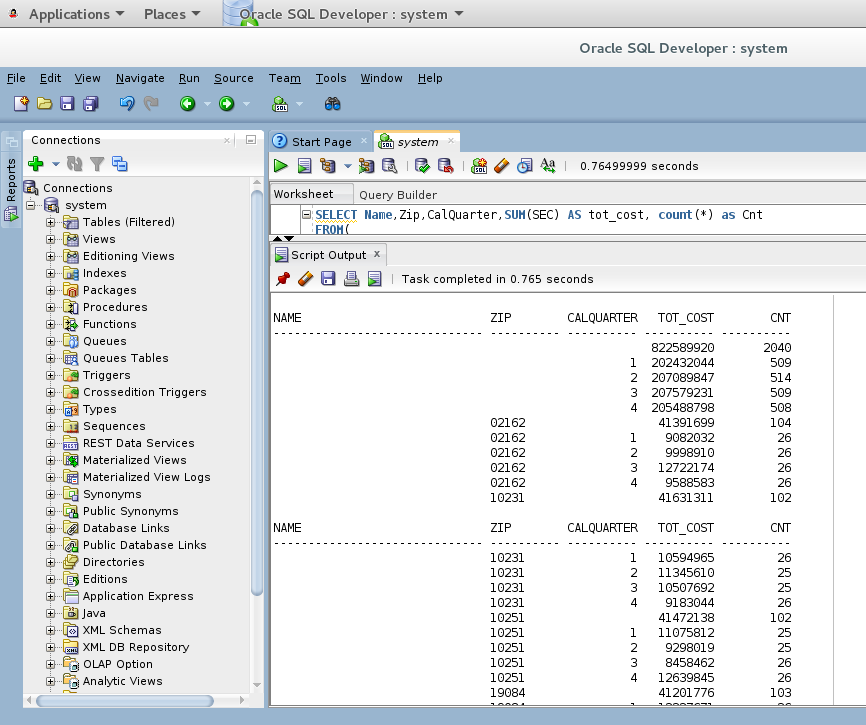 Applications Places Oracle SQL Developer : system
Oracle SQL Developer : system
File Edit View Navigate Run Source Team Tools Window Help
Reports
Connections
Connections
system
Tables (Filtered)
Views
Editioning Views
Indexes
Packages
Procedures
Functions
Queues
Queues Tables
Triggers
Crossedition Triggers
Types
Sequences
REST Data Services
Materialized Views
Materialized View Logs
Synonyms
Public Synonyms
Database Links
Public Database Links
Directories
Editions
Application Express
Java
XML Schemas
XML DB Repository
OLAP Option
Analytic Views
Start Page system
0.76499999 seconds
Worksheet Query Builder
SELECT Name,Zip,CalQuarter,SUM(SEC) AS tot_cost, count(*) as Cnt
FROM(
Script Output x
Task completed in 0.765 seconds
NAME ZIP CALQUARTER TOT_COST CNT
------------------------------ ---------- ---------- ---------- ----------
822589920 2040
1 202432044 509
2 207089847 514
3 207579231 509
4 205488798 508
02162 41391699 104
02162 1 9082032 26
02162 2 9998910 26
02162 3 12722174 26
02162 4 9588583 26
10231 41631311 102
NAME ZIP CALQUARTER TOT_COST CNT
------------------------------ ---------- ---------- ---------- ----------
10231 1 10594965 26
10231 2 11345610 25
10231 3 10507692 25
10231 4 9183044 26
10251 41472138 102
10251 1 11075812 25
10251 2 9298019 25
10251 3 8458462 26
10251 4 12639845 26
19084 41201776 103